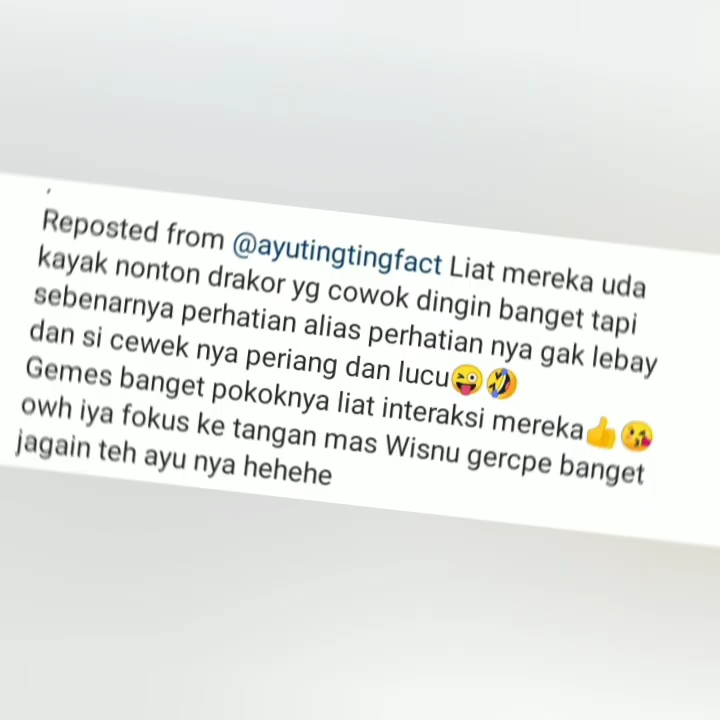 Reposted from @ayutingtingfact Liat mereka uda
kayak nonton drakor yg cowok dingin banget tapi
sebenarnya perhatian alias perhatian nya gak lebay
dan si cewek nya periang dan lucu😜🤣
Gemes banget pokoknya liat interaksi mereka👍😘
owh iya fokus ke tangan mas Wisnu gercpe banget
jagain teh ayu nya hehehe